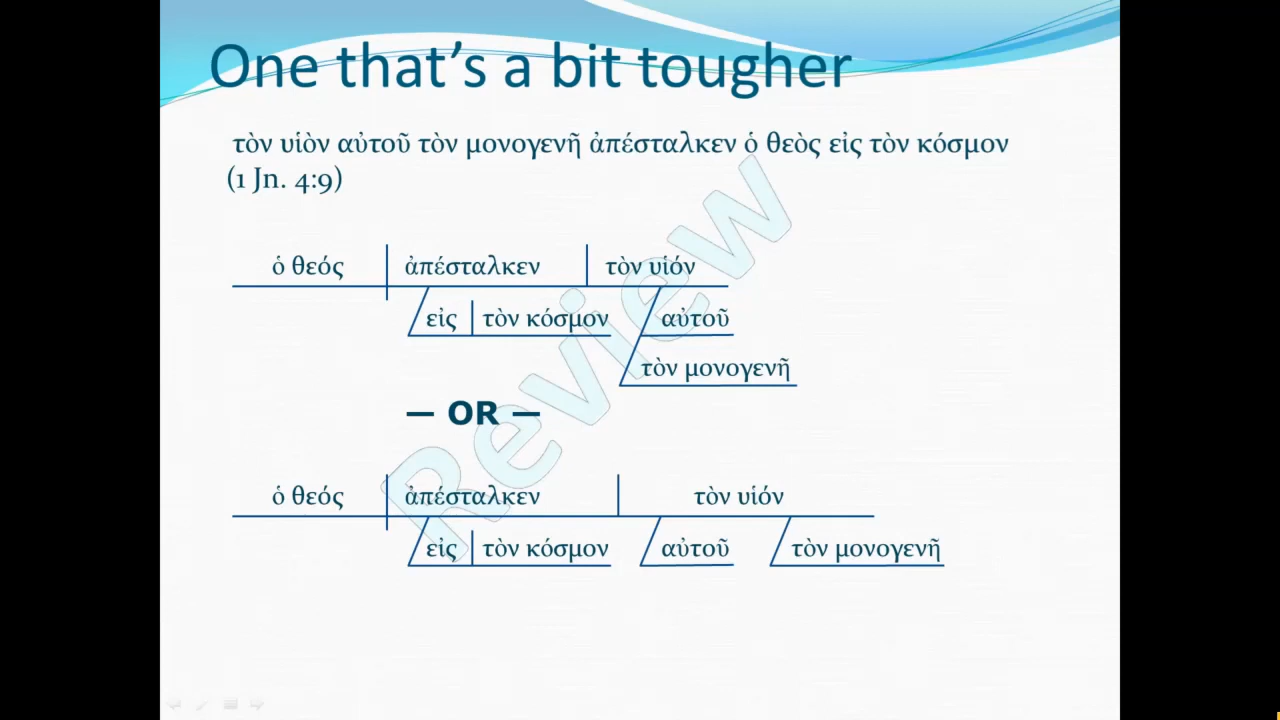 One that's a bit tougher
τὸν υἱὸν αὐτοῦ τὸν μονογενῆ ἀπέσταλκεν ὁ θεὸς εἰς τὸν κόσμον
(1 Jn. 4:9)
ὁ θεός ἀπέσταλκεν τὸν υἱόν
εἰς τὸν κόσμον αὐτοῦ
τὸν μονογενῆ
— OR —
ὁ θεός ἀπέσταλκεν τὸν υἱόν
εἰς τὸν κόσμον αὐτοῦ τὸν μονογενῆ
Review